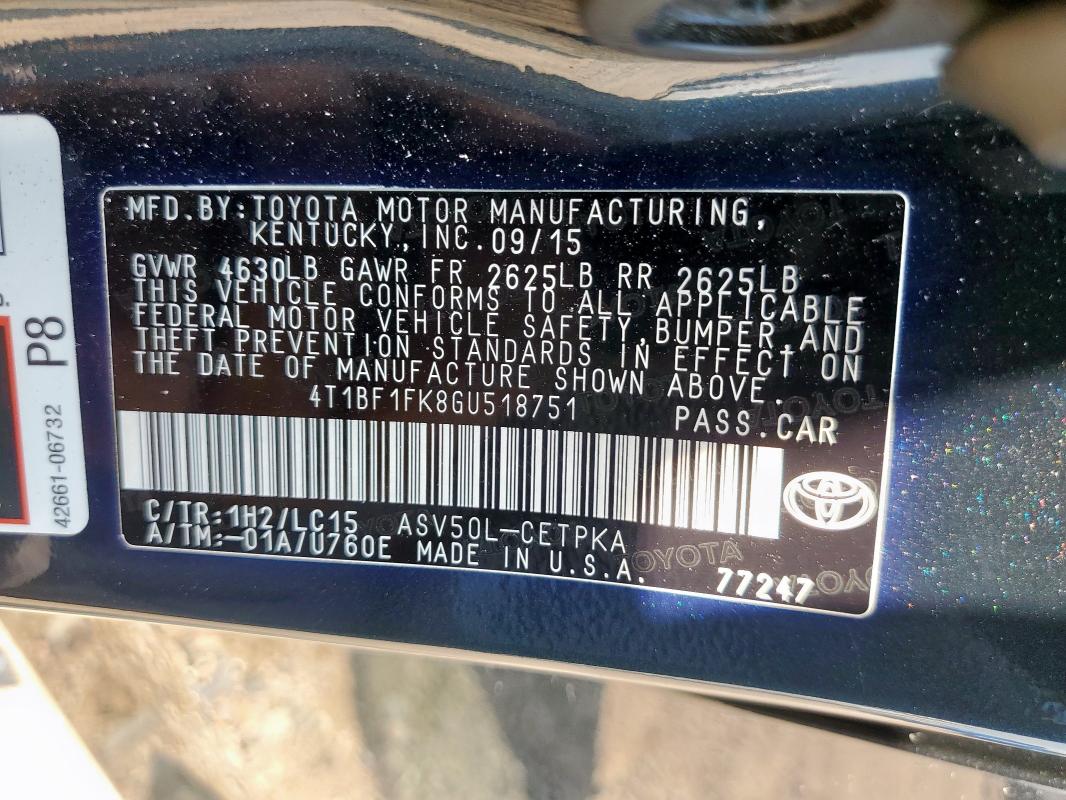 MFD.BY:TOYOTA MOTOR MANUFACTURING,
KENTUCKY,INC.09/15
GVWR 4630LB GAWR FR 2625LB RR 2625LB
THIS VEHICLE CONFORMS TO ALL APPLICABLE
FEDERAL MOTOR VEHICLE SAFETY,BUMPER,AND
THEFT PREVENTION STANDARDS IN EFFECT ON
THE DATE OF MANUFACTURE SHOWN ABOVE.
4T1BF1FK8GU518751 PASS.CAR
C/TR:1H2/LC15 ASV50L-CETPKA
A/TM:-01A/U760E MADE IN U.S.A.
77247
TOYOTA
P8
42661-06732